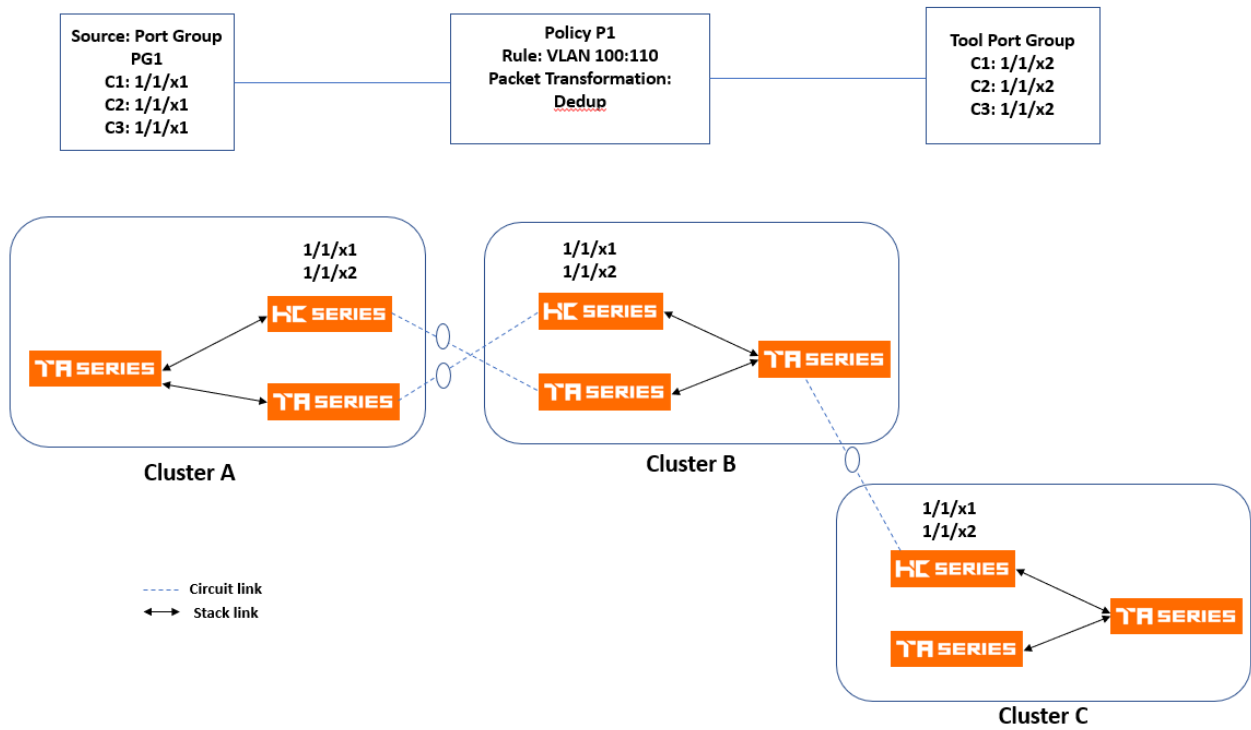 Source: Port Group
PG1
C1: 1/1/x1
C2: 1/1/x1
C3: 1/1/x1
Policy P1
Rule: VLAN 100:110
Packet Transformation:
Dedup
Tool Port Group
C1: 1/1/x2
C2: 1/1/x2
C3: 1/1/x2
1/1/x1
1/1/x2
HC SERIES
TA SERIES
TA SERIES
Cluster A
1/1/x1
1/1/x2
HC SERIES
TA SERIES
TA SERIES
Cluster B
1/1/x1
1/1/x2
HC SERIES
TA SERIES
TA SERIES
Cluster C
Circuit link
Stack link